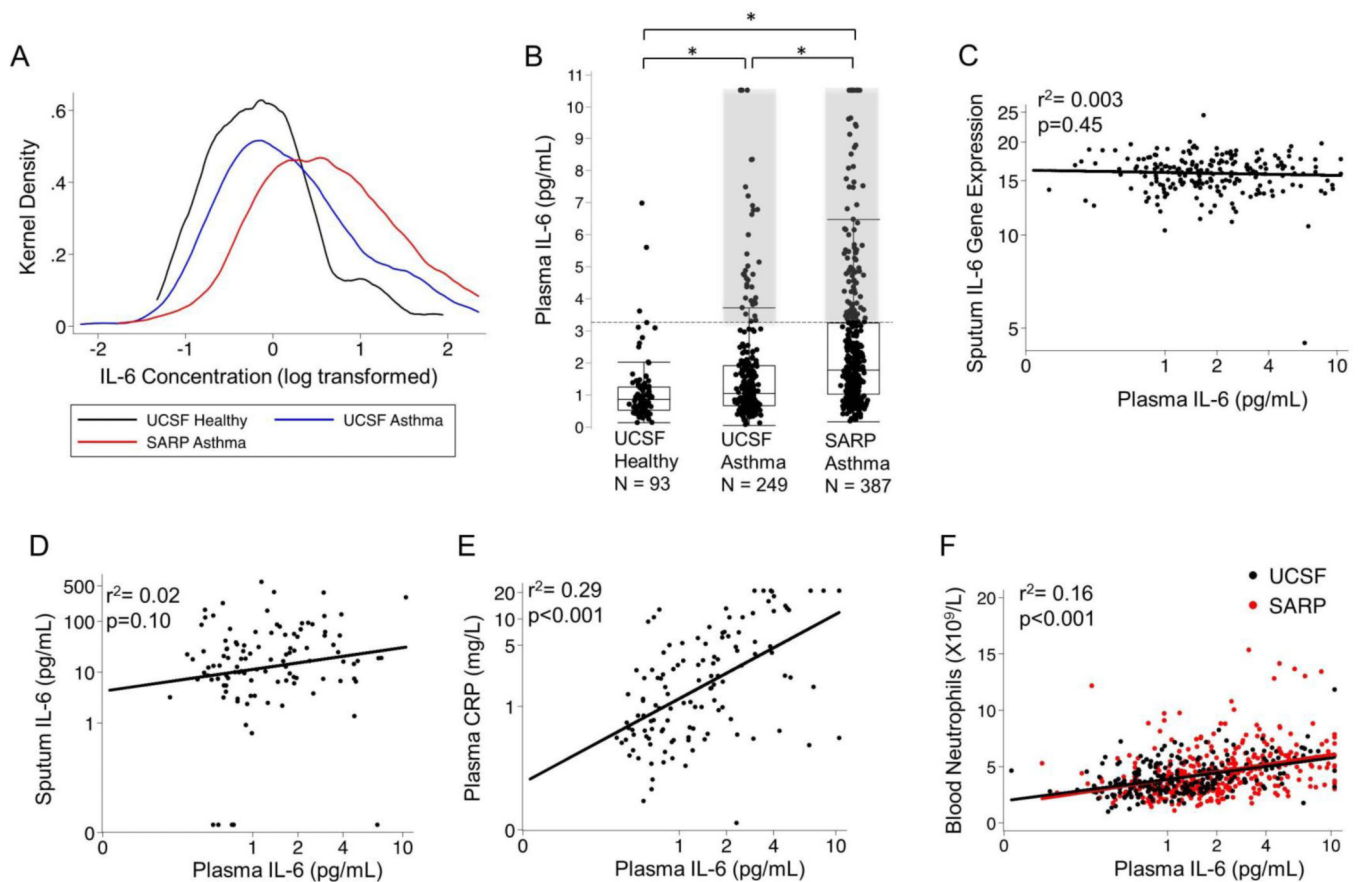 A
Kernel Density
.6
.4
.2
0
-2
-1
0
1
2
IL-6 Concentration (log transformed)
UCSF Healthy
UCSF Asthma
SARP Asthma
B
*
*
*
Plasma IL-6 (pg/mL)
11
10
9
8
7
6
5
4
3
2
1
0
UCSF
Healthy
N = 93
UCSF
Asthma
N = 249
SARP
Asthma
N = 387
C
r²= 0.003
p=0.45
Sputum IL-6 Gene Expression
25
20
15
10
5
0
1
2
4
10
Plasma IL-6 (pg/mL)
D
r²= 0.02
p=0.10
Sputum IL-6 (pg/mL)
500
100
10
1
0
0
1
2
4
10
Plasma IL-6 (pg/mL)
E
r²= 0.29
p<0.001
Plasma CRP (mg/L)
20
10
5
1
0
0
1
2
4
10
Plasma IL-6 (pg/mL)
F
r²= 0.16
p<0.001
UCSF
SARP
Blood Neutrophils (X10⁹/L)
20
15
10
5
0
0
1
2
4
10
Plasma IL-6 (pg/mL)